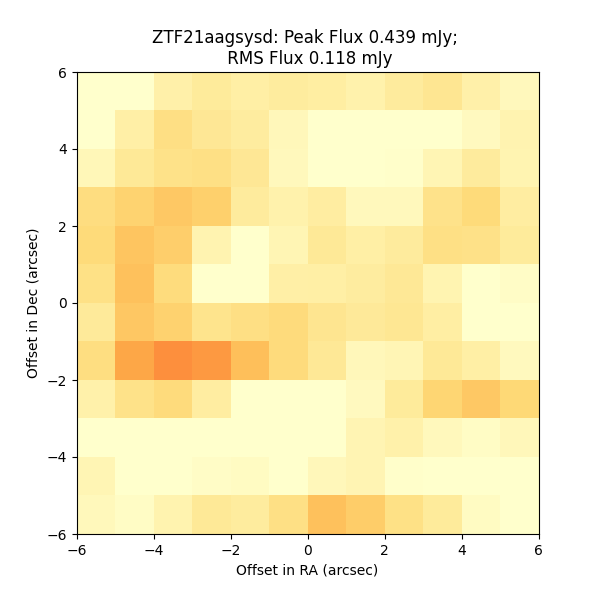 ZTF21aagsysd: Peak Flux 0.439 mJy;
RMS Flux 0.118 mJy
6
4
2
0
−2
−4
−6
Offset in Dec (arcsec)
−6 −4 −2 0 2 4 6
Offset in RA (arcsec)